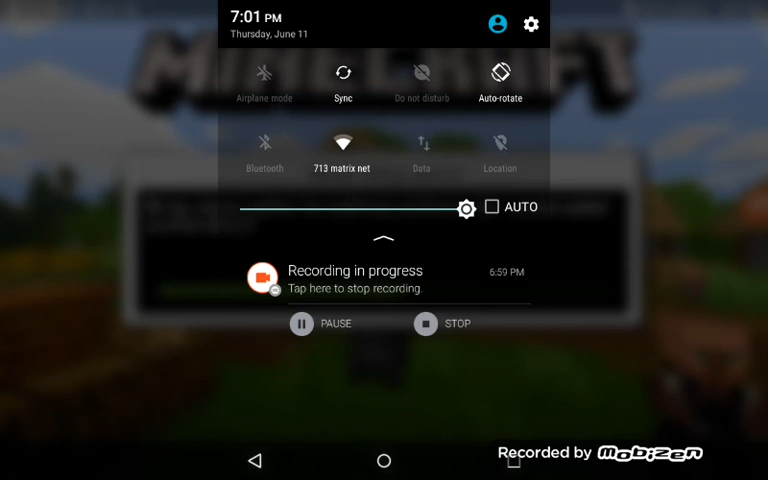 7:01 PM
Thursday, June 11
MINECRAFT
Airplane mode
Sync
Do not disturb
Auto-rotate
Bluetooth
713 matrix net
Data
Location
AUTO
Recording in progress
6:59 PM
Tap here to stop recording.
PAUSE
STOP
Recorded by Mobizen